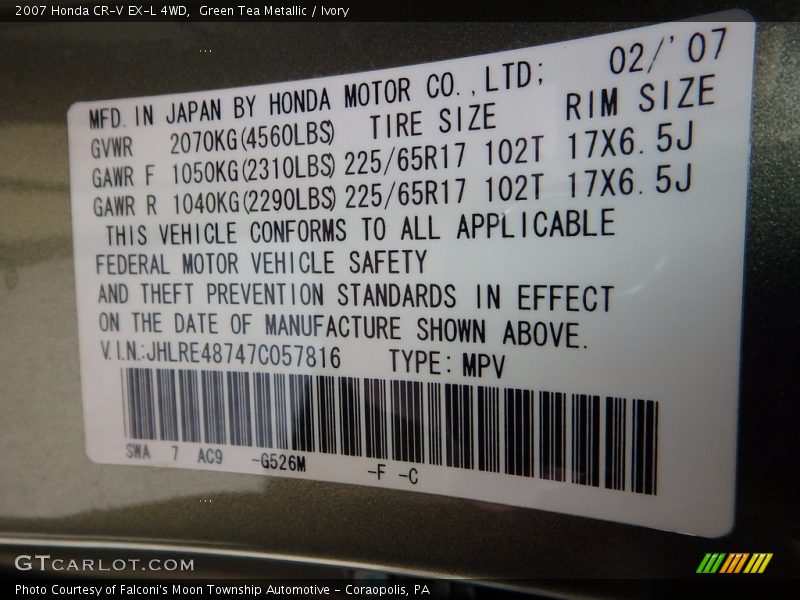 2007 Honda CR-V EX-L 4WD,  Green Tea Metallic / Ivory
02/'07
MFD. IN JAPAN BY HONDA MOTOR CO., LTD;
GVWR 2070KG(4560LBS) TIRE SIZE RIM SIZE
GAWR F 1050KG(2310LBS) 225/65R17 102T 17X6.5J
GAWR R 1040KG(2290LBS) 225/65R17 102T 17X6.5J
THIS VEHICLE CONFORMS TO ALL APPLICABLE
FEDERAL MOTOR VEHICLE SAFETY
AND THEFT PREVENTION STANDARDS IN EFFECT
ON THE DATE OF MANUFACTURE SHOWN ABOVE.
V.I.N.:JHLRE48747C057816 TYPE: MPV
SWA 7 AC9 -G526M -F -C
GTCARLOT.COM
Photo Courtesy of Falconi's Moon Township Automotive - Coraopolis, PA